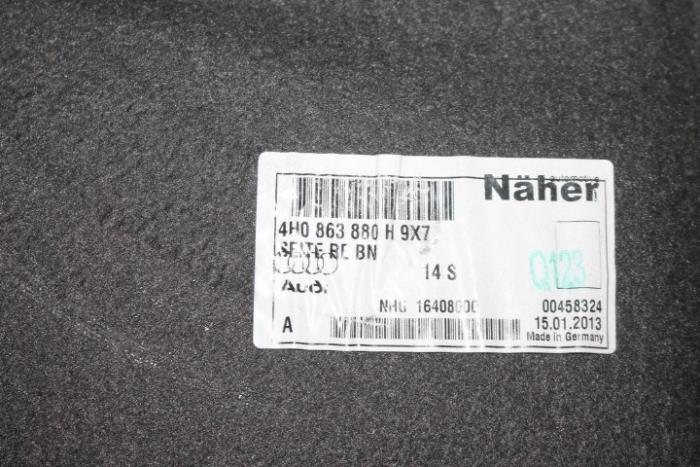 automotive
Näher
4H0 863 880 H 9X7
SEITE RE BN
Audi
14 S
Q123
NHG 16408000
00458324
A
15.01.2013
Made in Germany